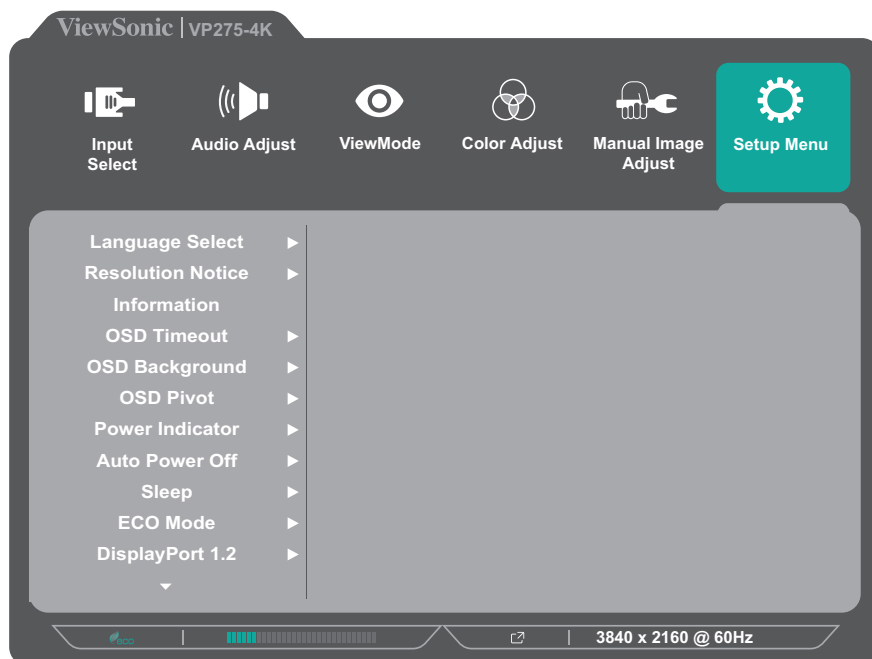 ViewSonic | VP275-4K
Input
Select
Audio Adjust
ViewMode
Color Adjust
Manual Image
Adjust
Setup Menu
Language Select
Resolution Notice
Information
OSD Timeout
OSD Background
OSD Pivot
Power Indicator
Auto Power Off
Sleep
ECO Mode
DisplayPort 1.2
eco | 3840 x 2160 @ 60Hz